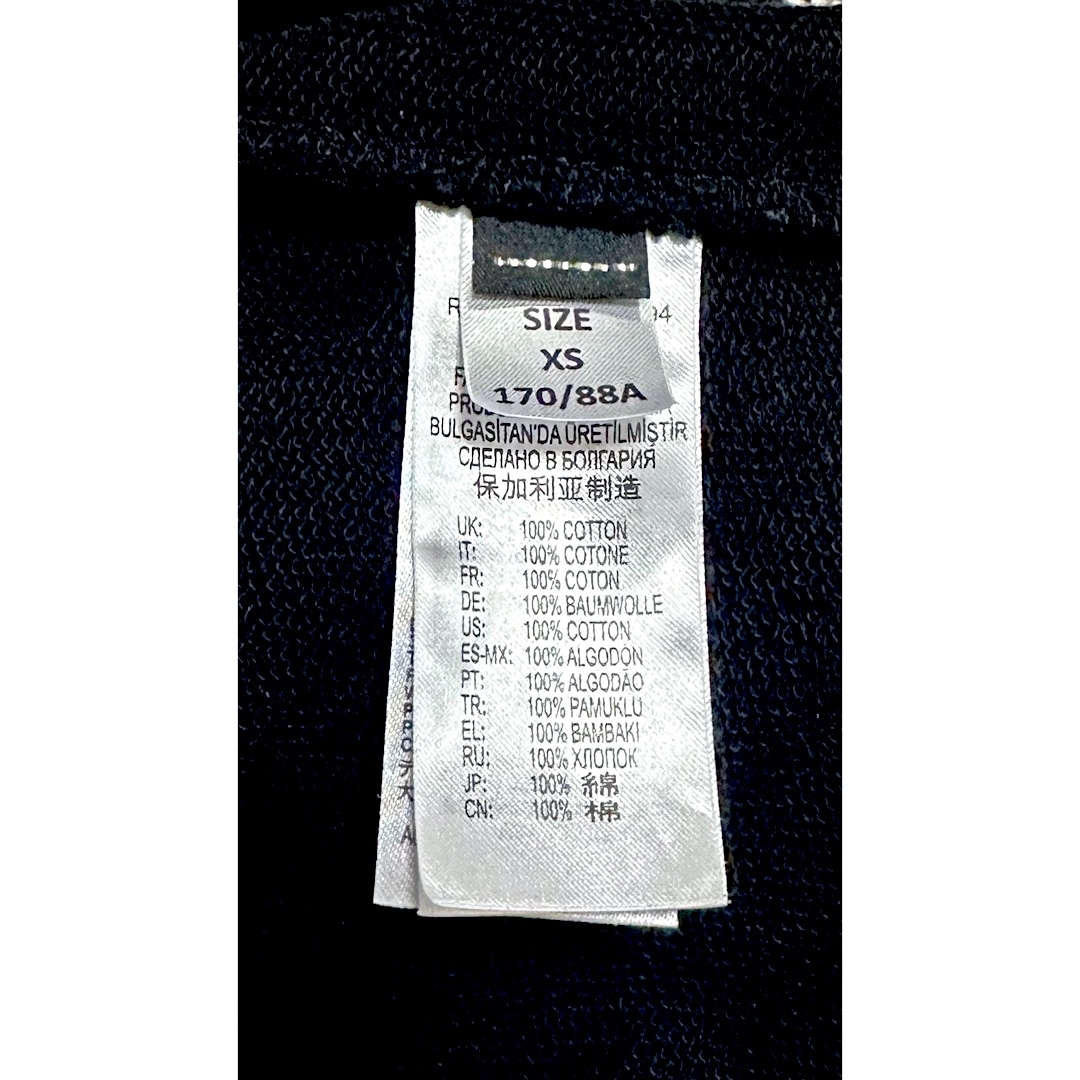 SIZE
XS
170/88A
BULGASİTAN'DA ÜRETİLMİŞTİR
СДЕЛАНО В БОЛГАРИЯ
保加利亚制造
UK: 100% COTTON
IT: 100% COTONE
FR: 100% COTON
DE: 100% BAUMWOLLE
US: 100% COTTON
ES-MX: 100% ALGODÓN
PT: 100% ALGODÃO
TR: 100% PAMUKLU
EL: 100% BAMBAKI
RU: 100% ХЛОПОК
JP: 100% 綿
CN: 100% 棉